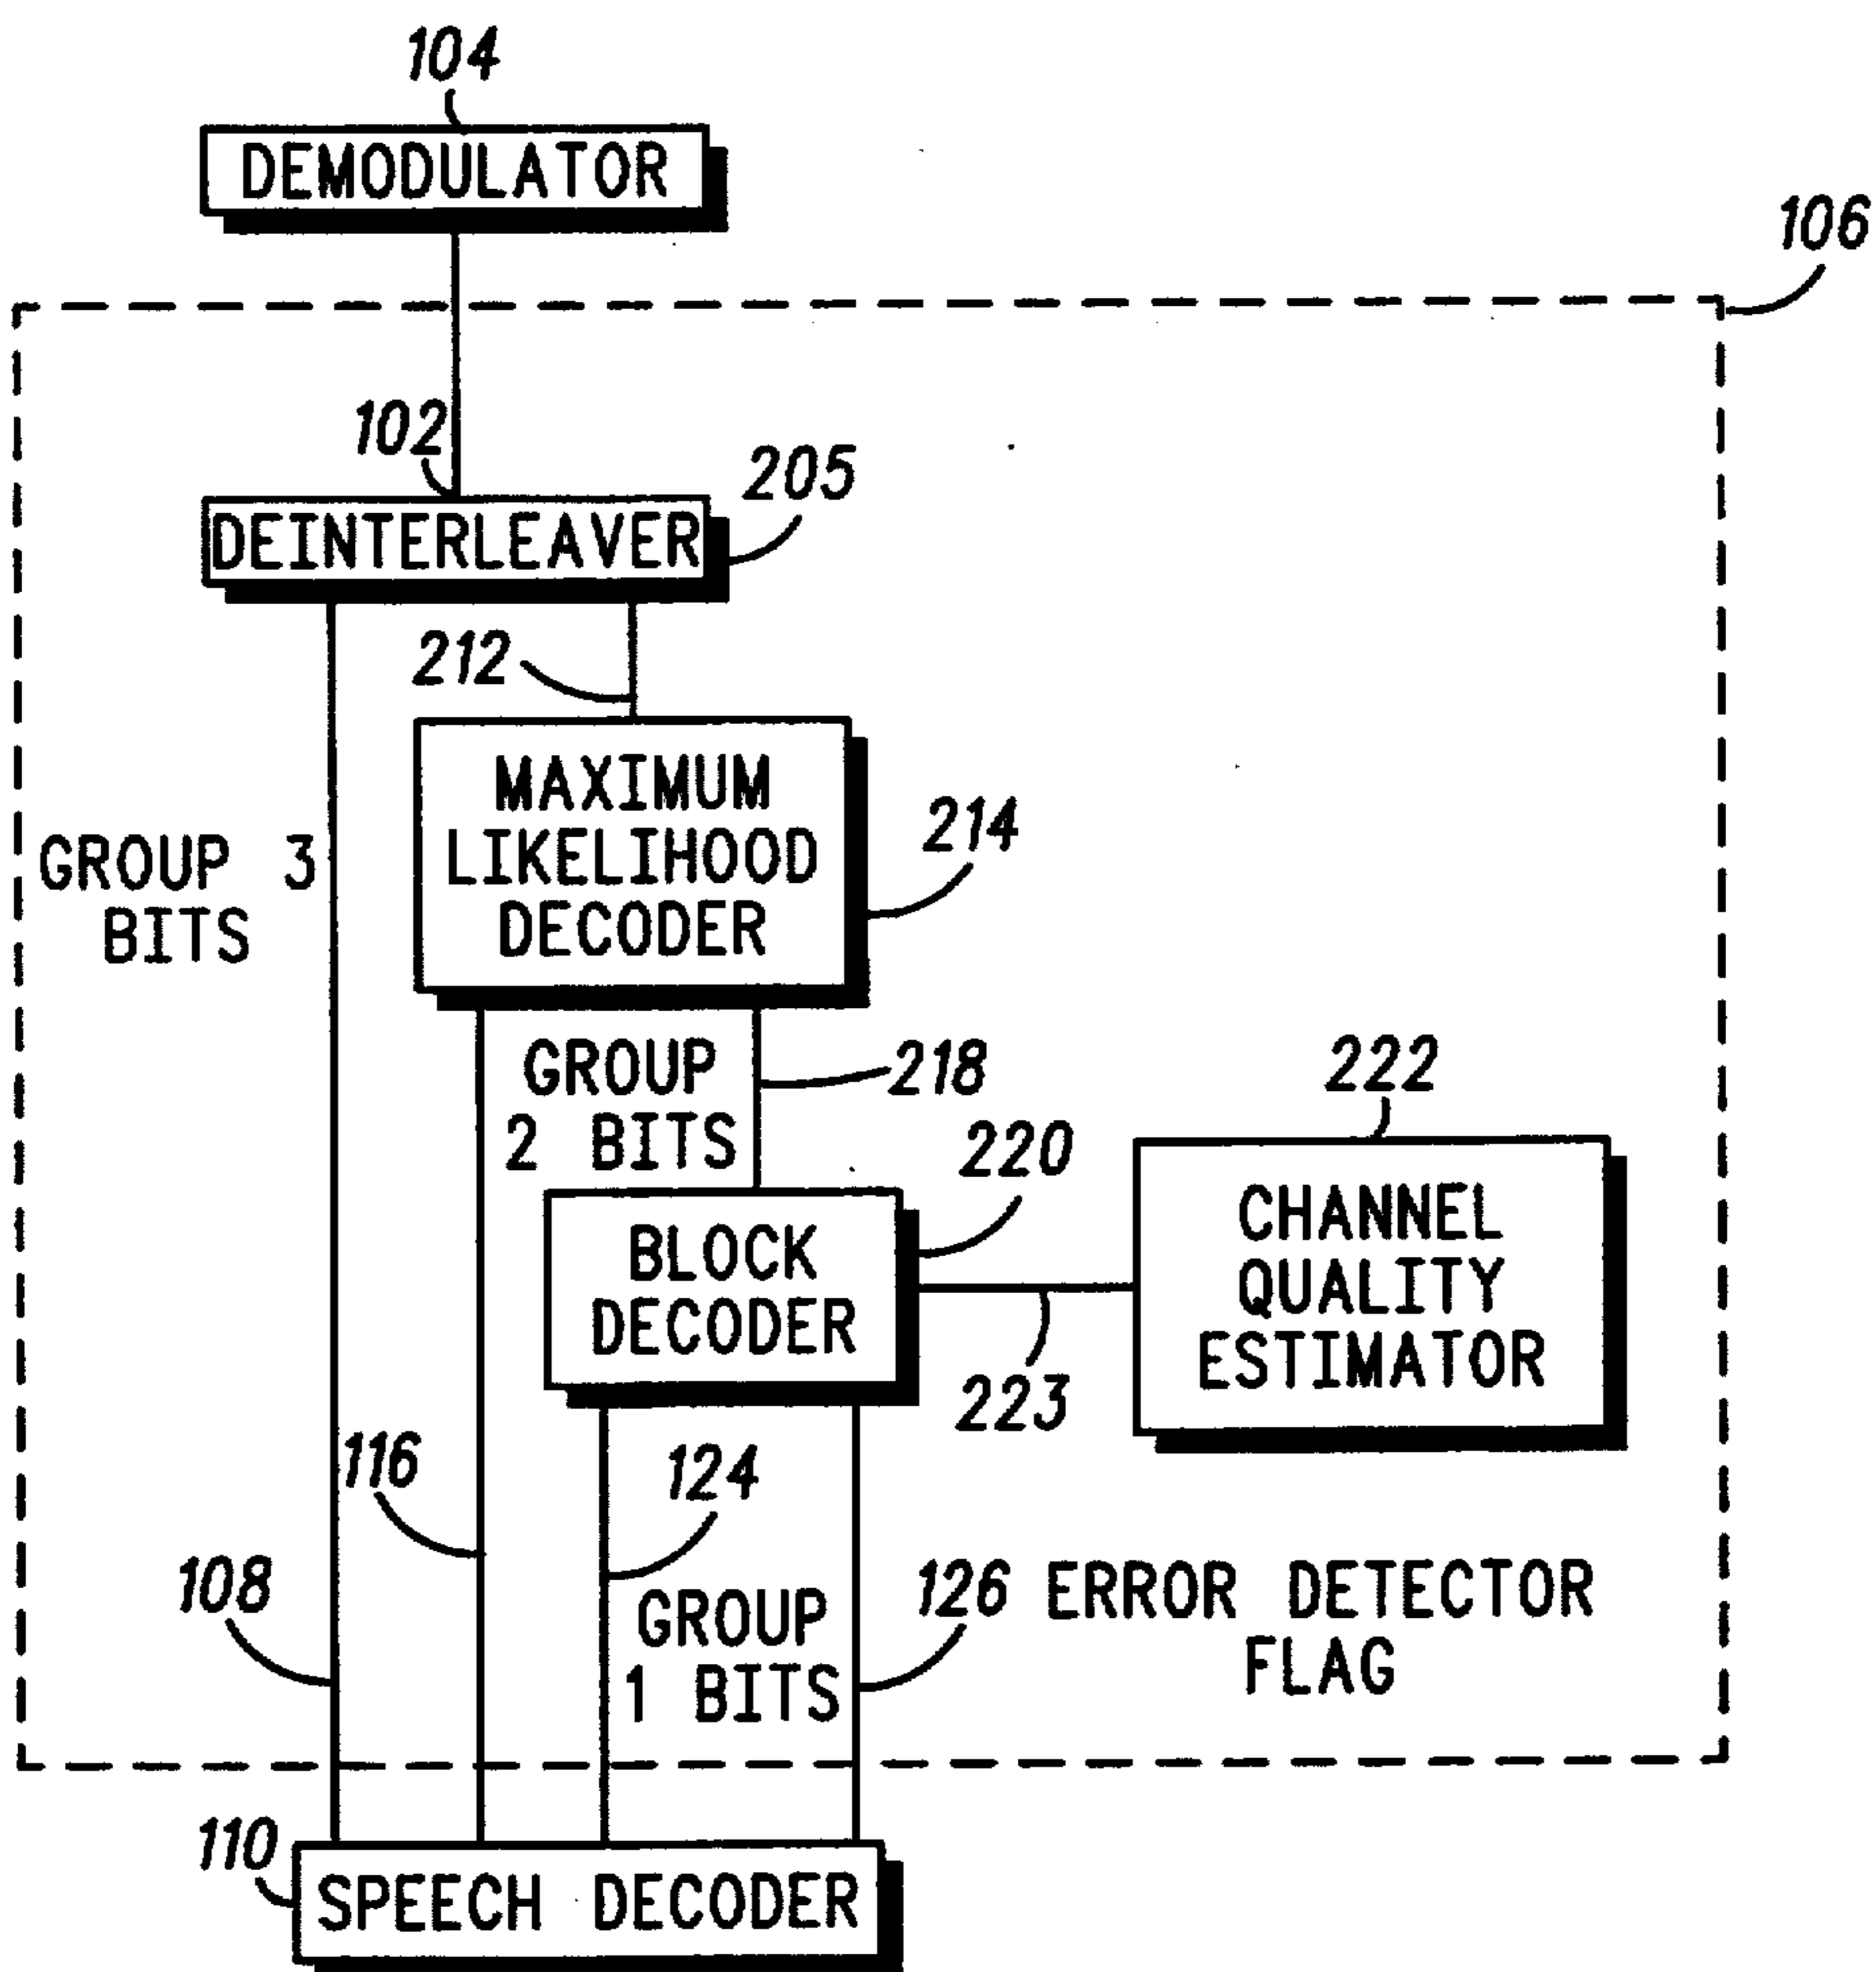 104
DEMODULATOR
106
102
205
DEINTERLEAVER
212
MAXIMUM
LIKELIHOOD
DECODER
214
GROUP 3
BITS
GROUP
2 BITS
218
220
222
BLOCK
DECODER
CHANNEL
QUALITY
ESTIMATOR
223
116
124
108
GROUP
1 BITS
126 ERROR DETECTOR
FLAG
110
SPEECH DECODER